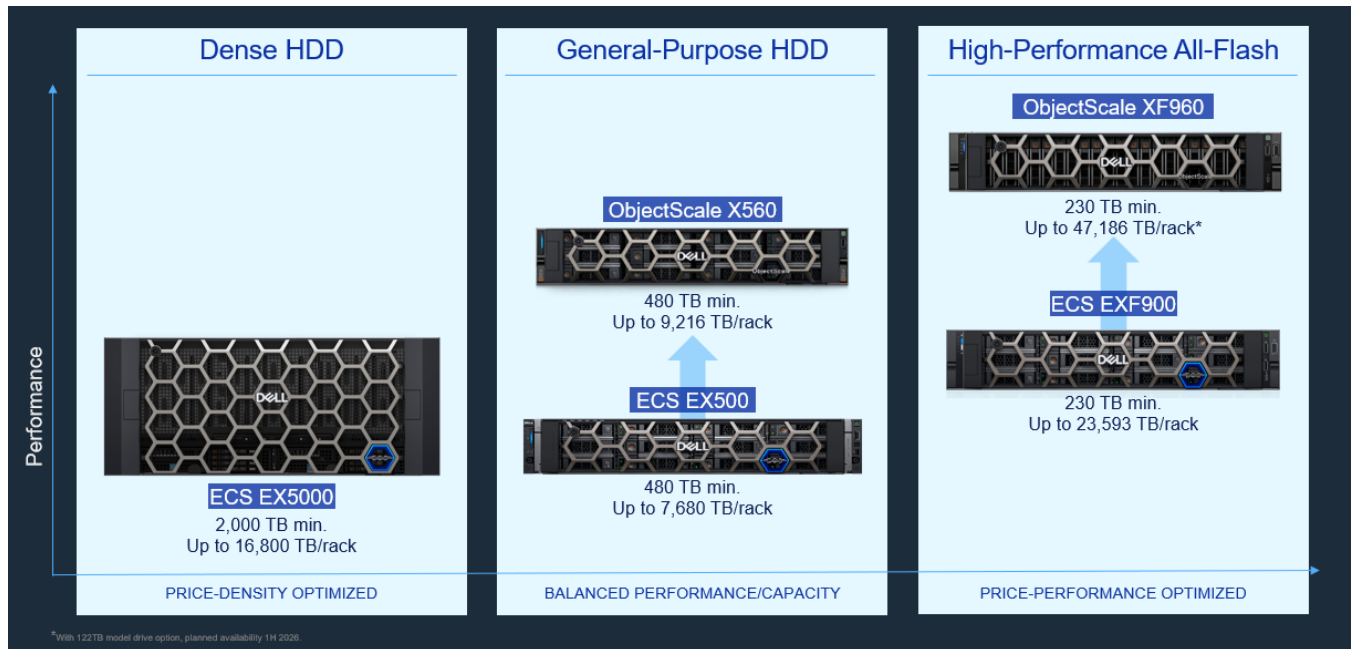 Dense HDD
PRICE-DENSITY OPTIMIZED
General-Purpose HDD
BALANCED PERFORMANCE/CAPACITY
High-Performance All-Flash
PRICE-PERFORMANCE OPTIMIZED
Performance
DELL
ECS EX5000
2,000 TB min.
Up to 16,800 TB/rack
ObjectScale X560
DELL
ObjectScale
480 TB min.
Up to 9,216 TB/rack
ECS EX500
DELL
480 TB min.
Up to 7,680 TB/rack
ObjectScale XF960
DELL
ObjectScale
230 TB min.
Up to 47,186 TB/rack*
ECS EXF900
DELL
230 TB min.
Up to 23,593 TB/rack
*With 122TB model drive option, planned availability 1H 2026.